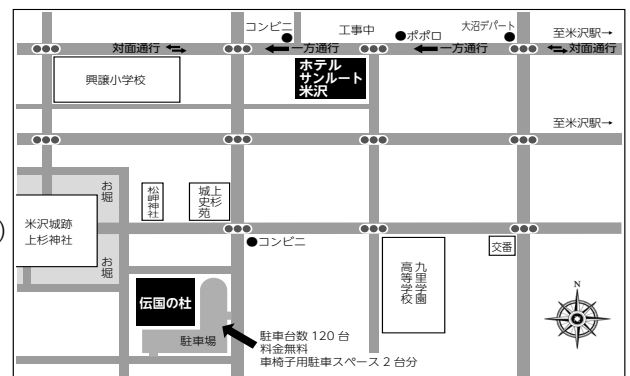 コンビニ
工事中
大沼デパート
●ポポロ
至米沢駅→
対面通行
一方通行
一方通行
対面通行
ホテル
サンルート
米沢
興譲小学校
至米沢駅→
お堀
松岬神社
上杉
城史苑
米沢城跡
上杉神社
お堀
●コンビニ
交番
九里学園
高等学校
伝国の杜
駐車場
駐車台数 120 台
料金無料
車椅子用駐車スペース 2 台分
N